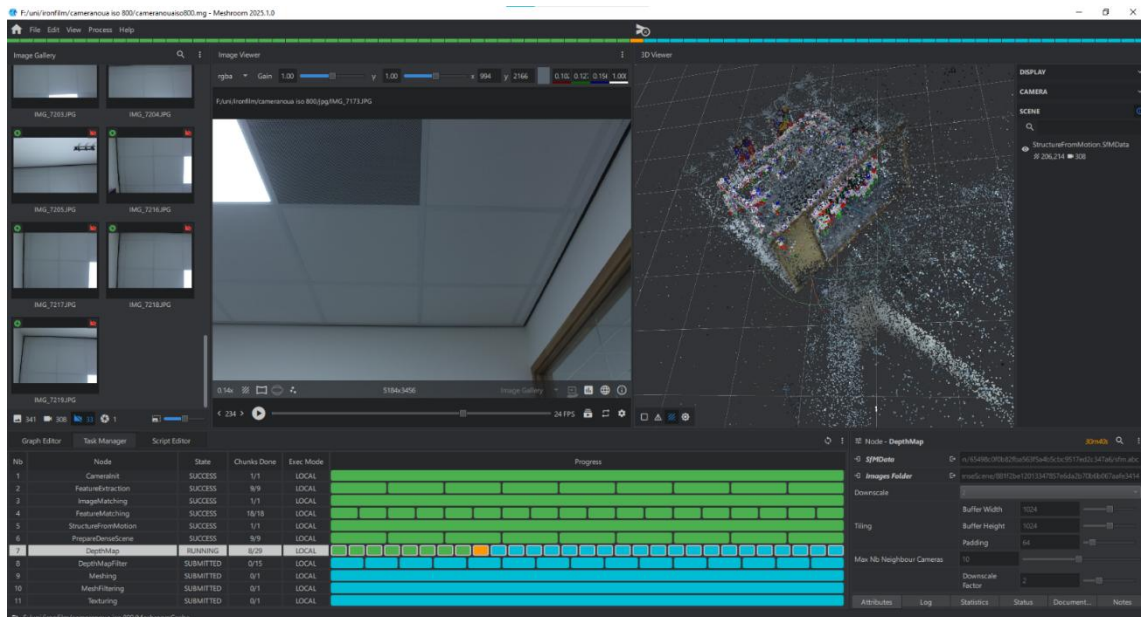 F:/uni/ironfilm/cameranoua iso 800/cameranouaiso800.mg - Meshroom 2025.1.0
File Edit View Process Help
Image Gallery
IMG_7203.JPG IMG_7204.JPG
IMG_7205.JPG IMG_7216.JPG
IMG_7217.JPG IMG_7218.JPG
IMG_7219.JPG
341 308 33 1
Image Viewer
rgba Gain 1.00 γ 1.00 x 994 y 2166 1.00
F:/uni/ironfilm/cameranoua iso 800/jpg/IMG_7173.JPG
0.14x 5184x3456 Image Gallery
< 234 > 24 FPS
3D Viewer
DISPLAY
CAMERA
SCENE
StructureFromMotion.SfMData
206,214 308
Graph Editor Task Manager Script Editor
Nb Node State Chunks Done Exec Mode Progress
1 CameraInit SUCCESS 1/1 LOCAL
2 FeatureExtraction SUCCESS 9/9 LOCAL
3 ImageMatching SUCCESS 1/1 LOCAL
4 FeatureMatching SUCCESS 18/18 LOCAL
5 StructureFromMotion SUCCESS 1/1 LOCAL
6 PrepareDenseScene SUCCESS 9/9 LOCAL
7 DepthMap RUNNING 8/29 LOCAL
8 DepthMapFilter SUBMITTED 0/15 LOCAL
9 Meshing SUBMITTED 0/1 LOCAL
10 MeshFiltering SUBMITTED 0/1 LOCAL
11 Texturing SUBMITTED 0/1 LOCAL
Node - DepthMap
SfMData
Images Folder
Downscale
Tiling
Buffer Width 1024
Buffer Height 1024
Padding 64
Max Nb Neighbour Cameras 10
Downscale Factor 2
Attributes Log Statistics Status Document... Notes